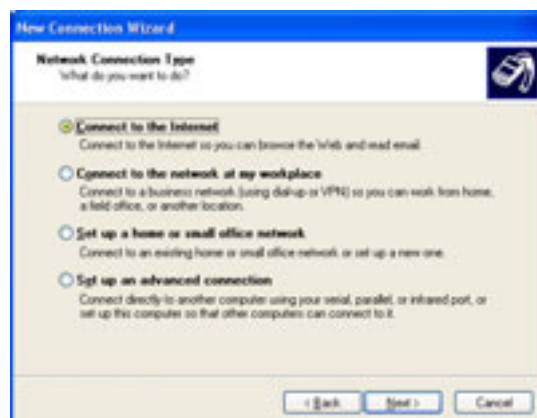 New Connection Wizard
Network Connection Type
What do you want to do?
Connect to the Internet
Connect to the Internet so you can browse the Web and read email.
Connect to the network at my workplace
Connect to a business network (using dial-up or VPN) so you can work from home,
a field office, or another location.
Set up a home or small office network
Connect to an existing home or small office network or set up a new one.
Set up an advanced connection
Connect directly to another computer using your serial, parallel, or infrared port, or
set up this computer so that other computers can connect to it.
< Back Next > Cancel